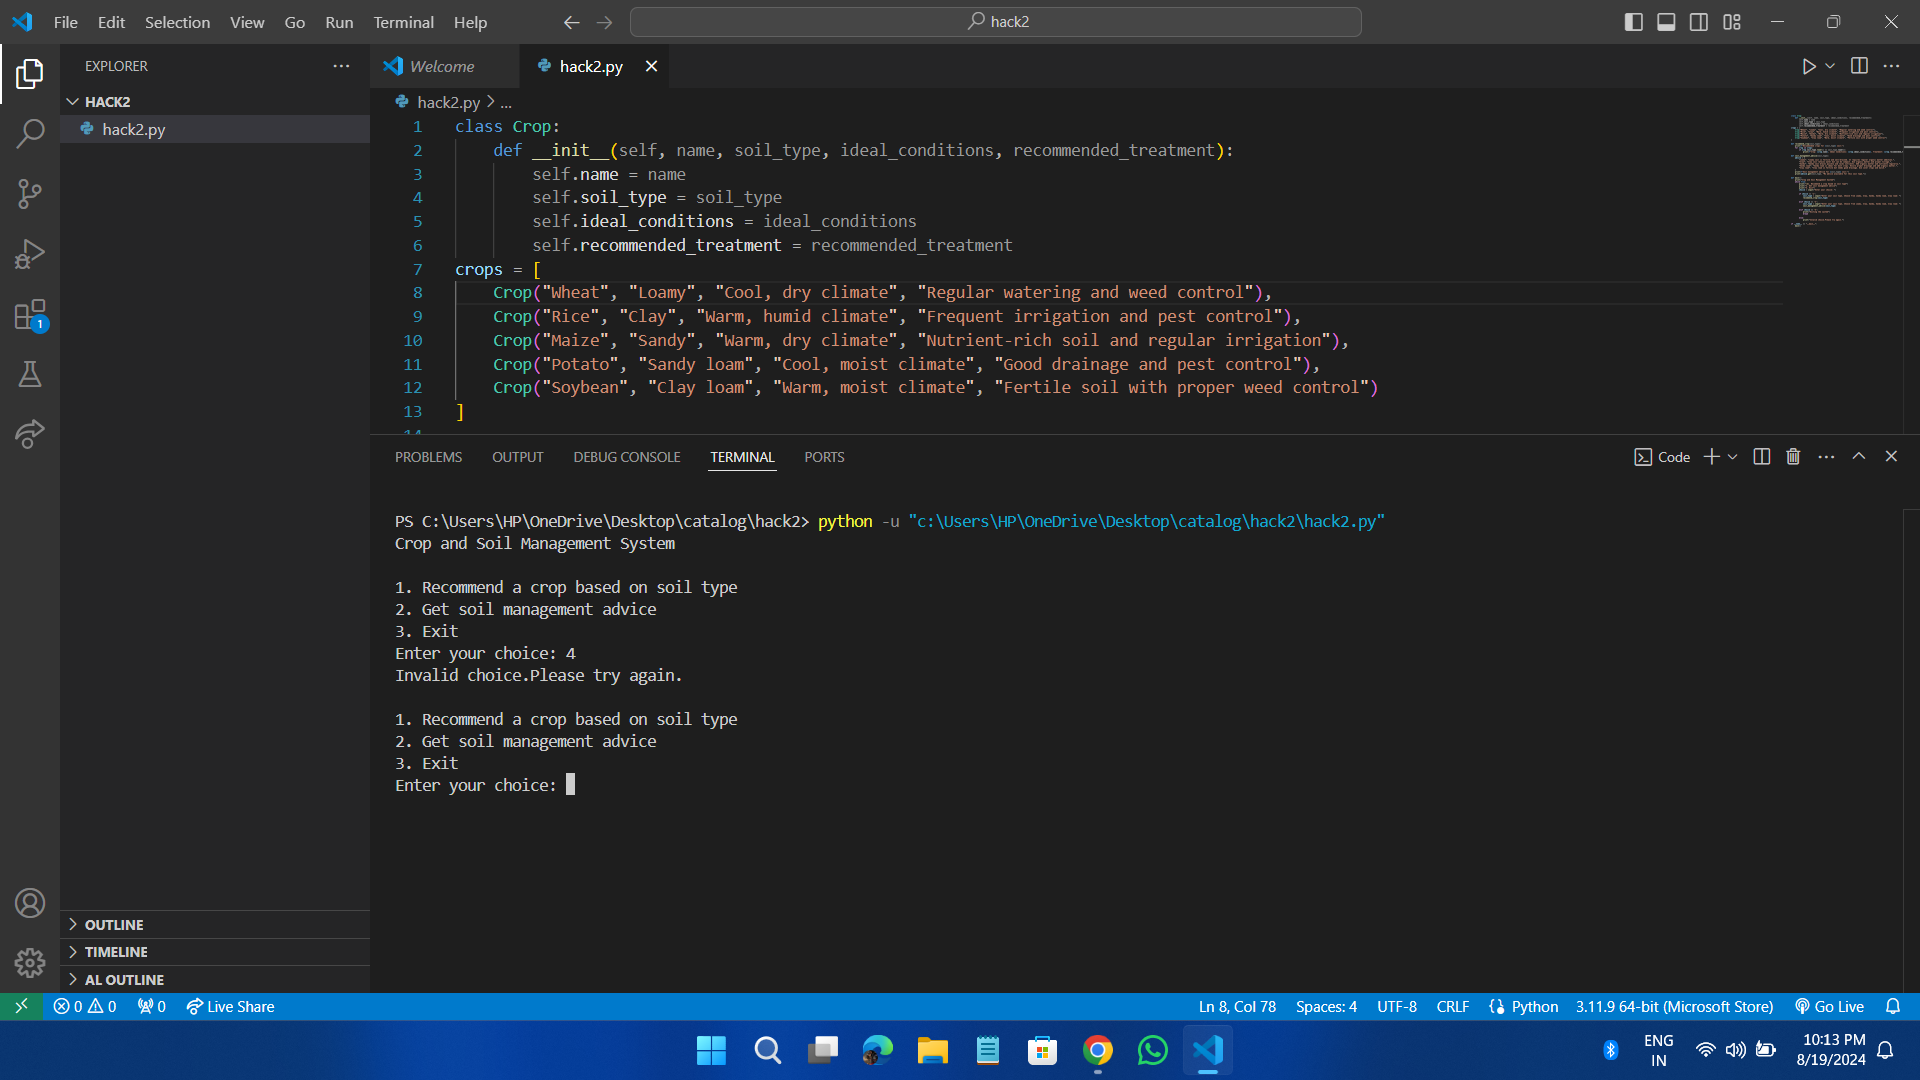 File Edit Selection View Go Run Terminal Help
hack2
EXPLORER
HACK2
hack2.py
1
OUTLINE
TIMELINE
AL OUTLINE
Welcome
hack2.py
hack2.py > ...
1 class Crop:
2 def __init__(self, name, soil_type, ideal_conditions, recommended_treatment):
3 self.name = name
4 self.soil_type = soil_type
5 self.ideal_conditions = ideal_conditions
6 self.recommended_treatment = recommended_treatment
7 crops = [
8 Crop("Wheat", "Loamy", "Cool, dry climate", "Regular watering and weed control"),
9 Crop("Rice", "Clay", "Warm, humid climate", "Frequent irrigation and pest control"),
10 Crop("Maize", "Sandy", "Warm, dry climate", "Nutrient-rich soil and regular irrigation"),
11 Crop("Potato", "Sandy loam", "Cool, moist climate", "Good drainage and pest control"),
12 Crop("Soybean", "Clay loam", "Warm, moist climate", "Fertile soil with proper weed control")
13 ]
14
PROBLEMS OUTPUT DEBUG CONSOLE TERMINAL PORTS
Code
PS C:\Users\HP\OneDrive\Desktop\catalog\hack2> python -u "c:\Users\HP\OneDrive\Desktop\catalog\hack2\hack2.py"
Crop and Soil Management System
1. Recommend a crop based on soil type
2. Get soil management advice
3. Exit
Enter your choice: 4
Invalid choice.Please try again.
1. Recommend a crop based on soil type
2. Get soil management advice
3. Exit
Enter your choice:
0 0 0 Live Share
Ln 8, Col 78 Spaces: 4 UTF-8 CRLF Python 3.11.9 64-bit (Microsoft Store) Go Live
ENG
IN
10:13 PM
8/19/2024